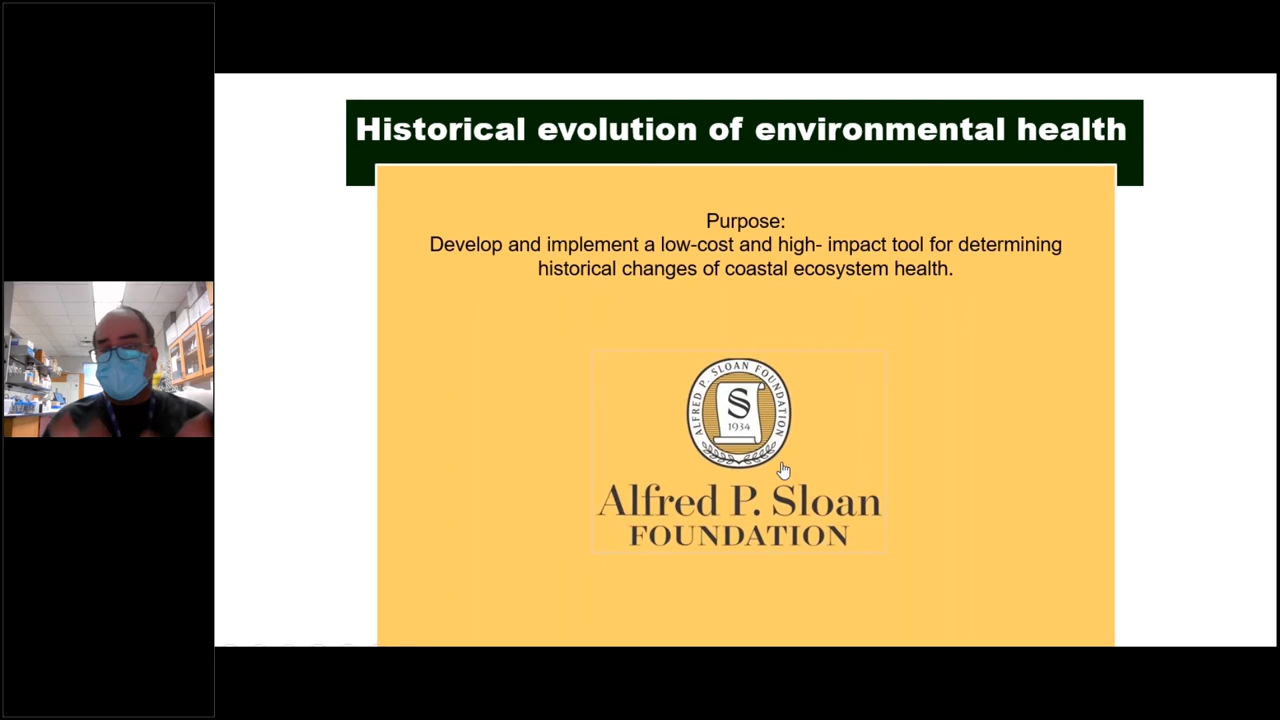 Historical evolution of environmental health
Purpose:
Develop and implement a low-cost and high- impact tool for determining
historical changes of coastal ecosystem health.
ALFRED P. SLOAN FOUNDATION
S
1934
Alfred P. Sloan
FOUNDATION